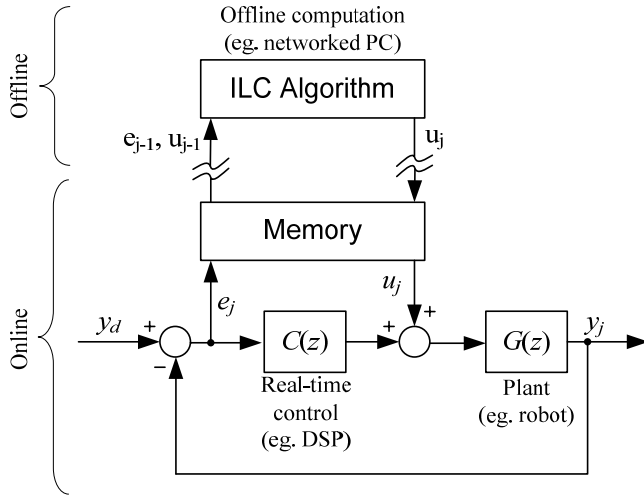 Offline computation
(eg. networked PC)
Offline
ILC Algorithm
e_{j-1}, u_{j-1}
u_j
Memory
Online
e_j
u_j
y_d
+
−
C(z)
+
+
G(z)
y_j
Real-time
control
(eg. DSP)
Plant
(eg. robot)